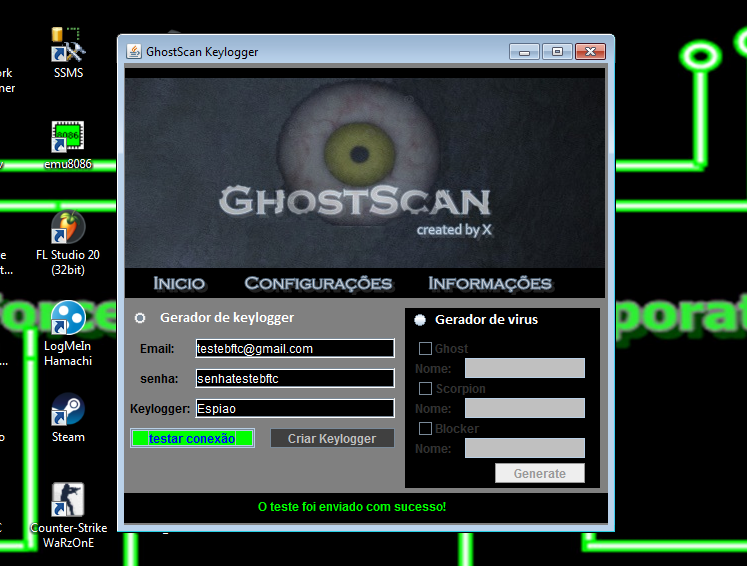 GhostScan Keylogger
GHOSTSCAN
created by X
INICIO
CONFIGURAÇÕES
INFORMAÇÕES
Gerador de keylogger
Email:
testebftc@gmail.com
senha:
senhatestebftc
Keylogger:
Espiao
testar conexão
Criar Keylogger
Gerador de virus
Ghost
Nome:
Scorpion
Nome:
Blocker
Nome:
Generate
O teste foi enviado com sucesso!
SSMS
8086
emu8086
FL Studio 20
(32bit)
LogMeIn
Hamachi
Steam
Counter-Strike
WaRzOnE